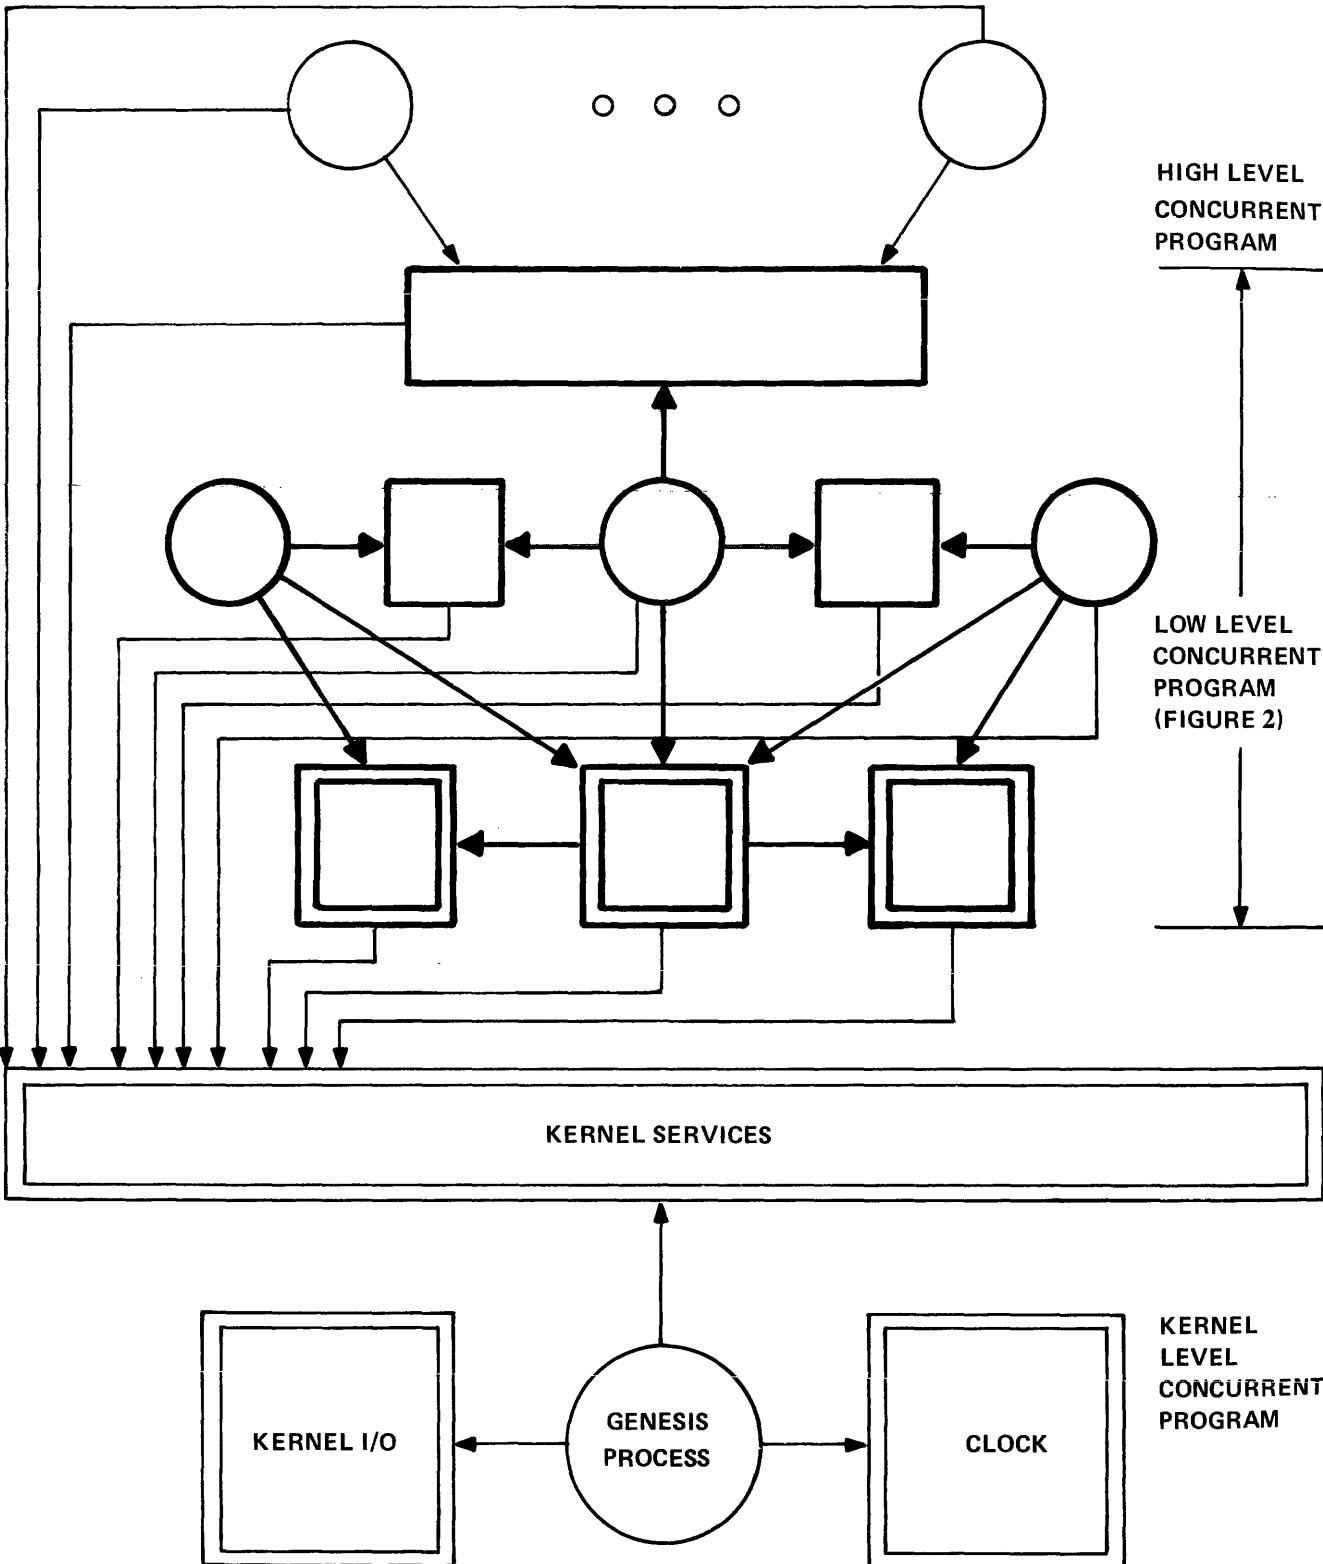 HIGH LEVEL
CONCURRENT
PROGRAM
LOW LEVEL
CONCURRENT
PROGRAM
(FIGURE 2)
KERNEL SERVICES
KERNEL
LEVEL
CONCURRENT
PROGRAM
KERNEL I/O
GENESIS
PROCESS
CLOCK